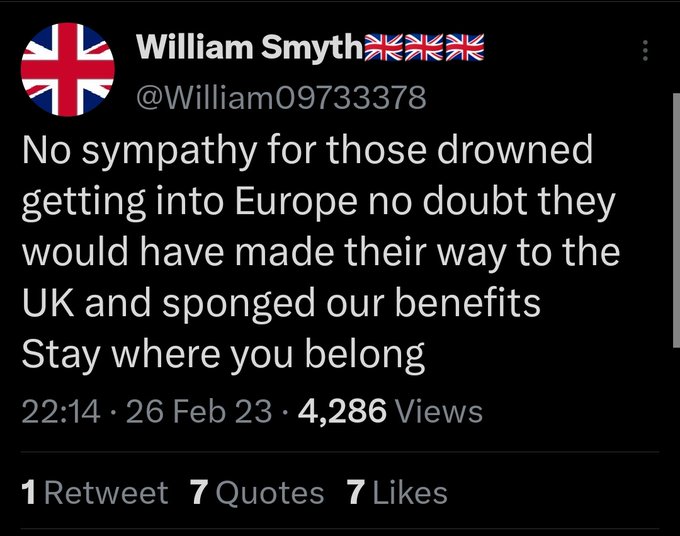 William Smyth🇬🇧🇬🇧🇬🇧
@William09733378
No sympathy for those drowned
getting into Europe no doubt they
would have made their way to the
UK and sponged our benefits
Stay where you belong
22:14 · 26 Feb 23 · 4,286 Views
1 Retweet 7 Quotes 7 Likes